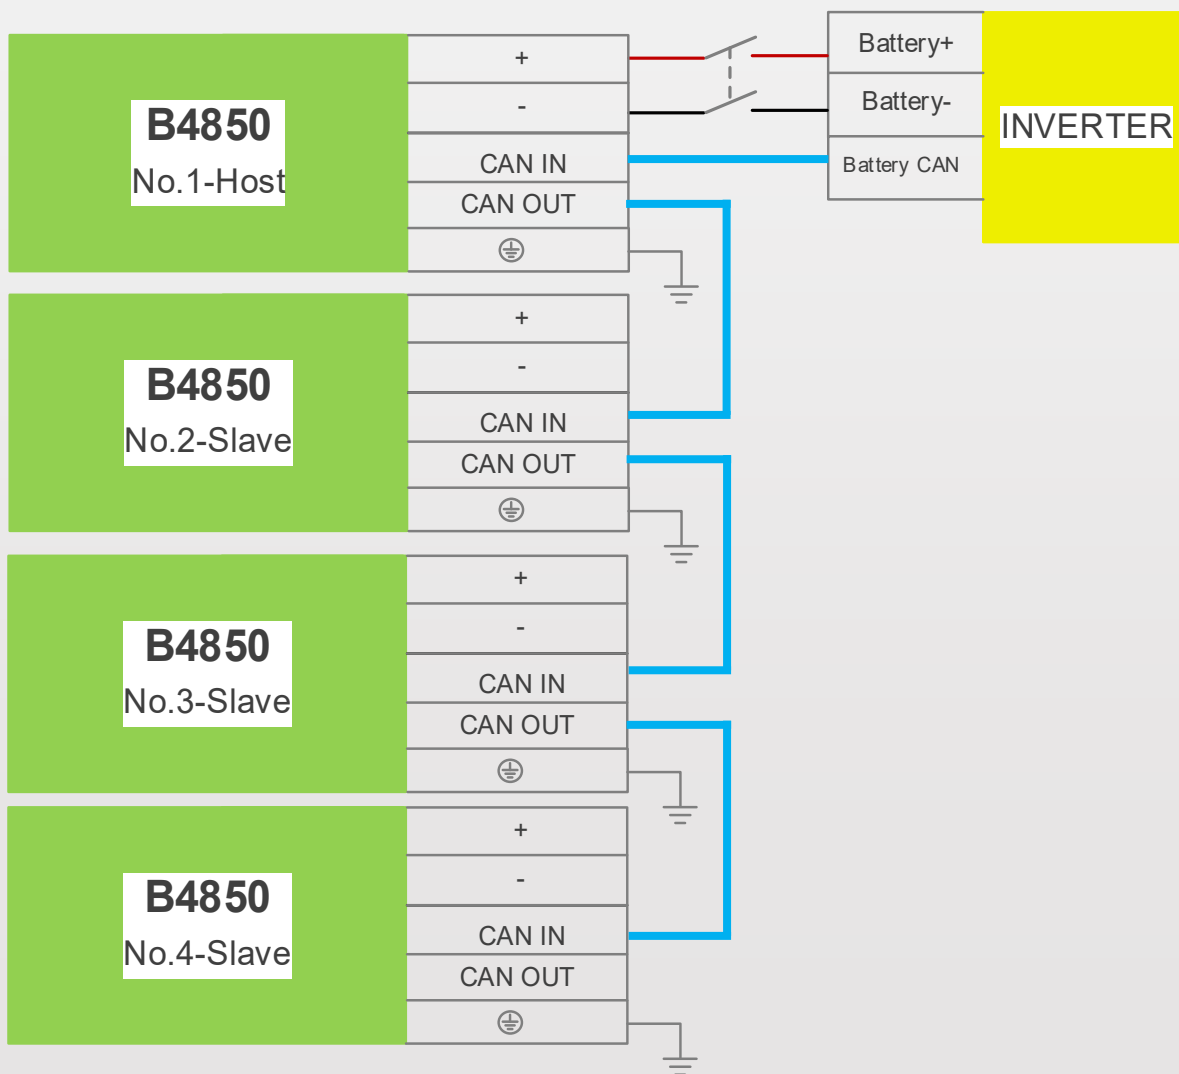 B4850
No.1-Host
+
-
CAN IN
CAN OUT
Battery+
Battery-
Battery CAN
INVERTER
B4850
No.2-Slave
+
-
CAN IN
CAN OUT
B4850
No.3-Slave
+
-
CAN IN
CAN OUT
B4850
No.4-Slave
+
-
CAN IN
CAN OUT